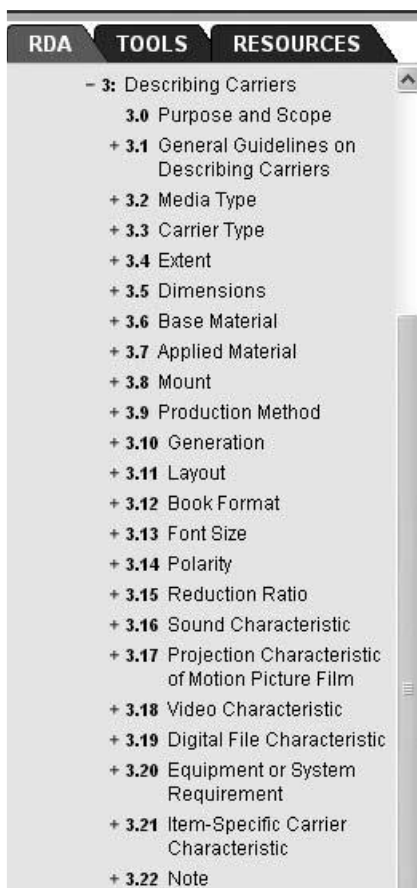 RDA TOOLS RESOURCES
− 3: Describing Carriers
3.0 Purpose and Scope
+ 3.1 General Guidelines on
Describing Carriers
+ 3.2 Media Type
+ 3.3 Carrier Type
+ 3.4 Extent
+ 3.5 Dimensions
+ 3.6 Base Material
+ 3.7 Applied Material
+ 3.8 Mount
+ 3.9 Production Method
+ 3.10 Generation
+ 3.11 Layout
+ 3.12 Book Format
+ 3.13 Font Size
+ 3.14 Polarity
+ 3.15 Reduction Ratio
+ 3.16 Sound Characteristic
+ 3.17 Projection Characteristic
of Motion Picture Film
+ 3.18 Video Characteristic
+ 3.19 Digital File Characteristic
+ 3.20 Equipment or System
Requirement
+ 3.21 Item-Specific Carrier
Characteristic
+ 3.22 Note